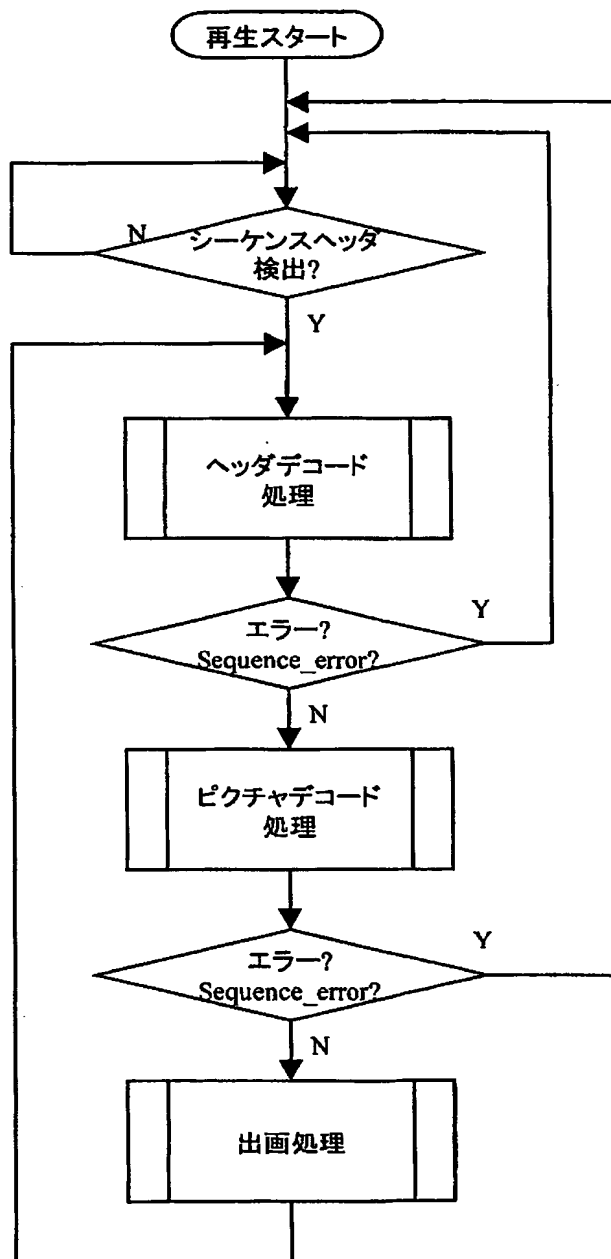 再生スタート
N
シーケンスヘッダ
検出?
Y
ヘッダデコード
処理
エラー?
Sequence_error?
Y
N
ピクチャデコード
処理
エラー?
Sequence_error?
Y
N
出画処理